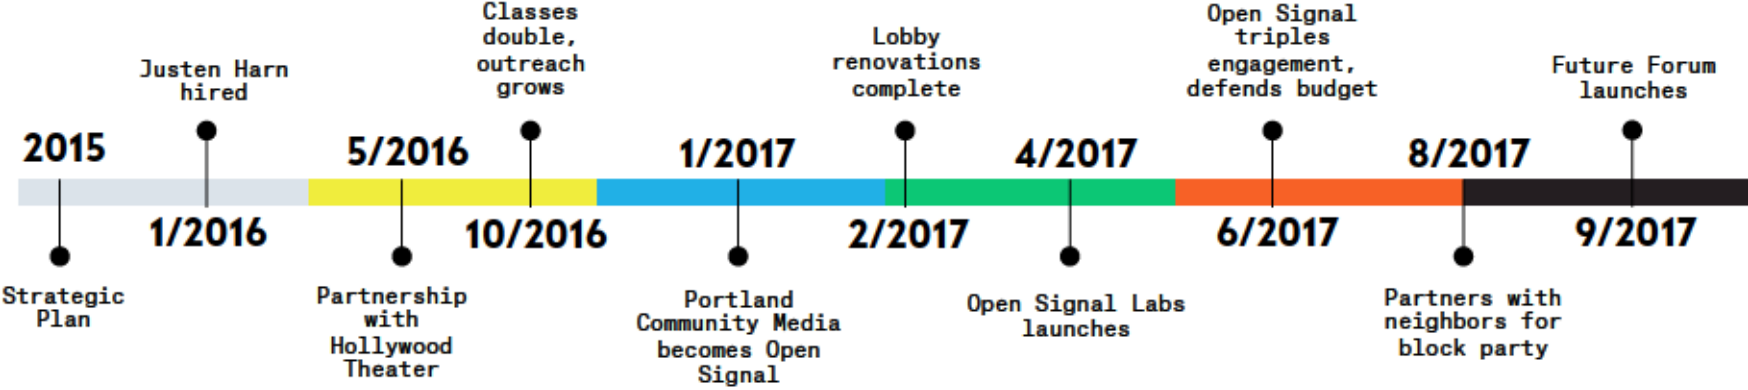 2015
Strategic
Plan
Justen Harn
hired
1/2016
5/2016
Partnership
with
Hollywood
Theater
Classes
double,
outreach
grows
10/2016
1/2017
Portland
Community Media
becomes Open
Signal
Lobby
renovations
complete
2/2017
4/2017
Open Signal Labs
launches
Open Signal
triples
engagement,
defends budget
6/2017
8/2017
Partners with
neighbors for
block party
Future Forum
launches
9/2017